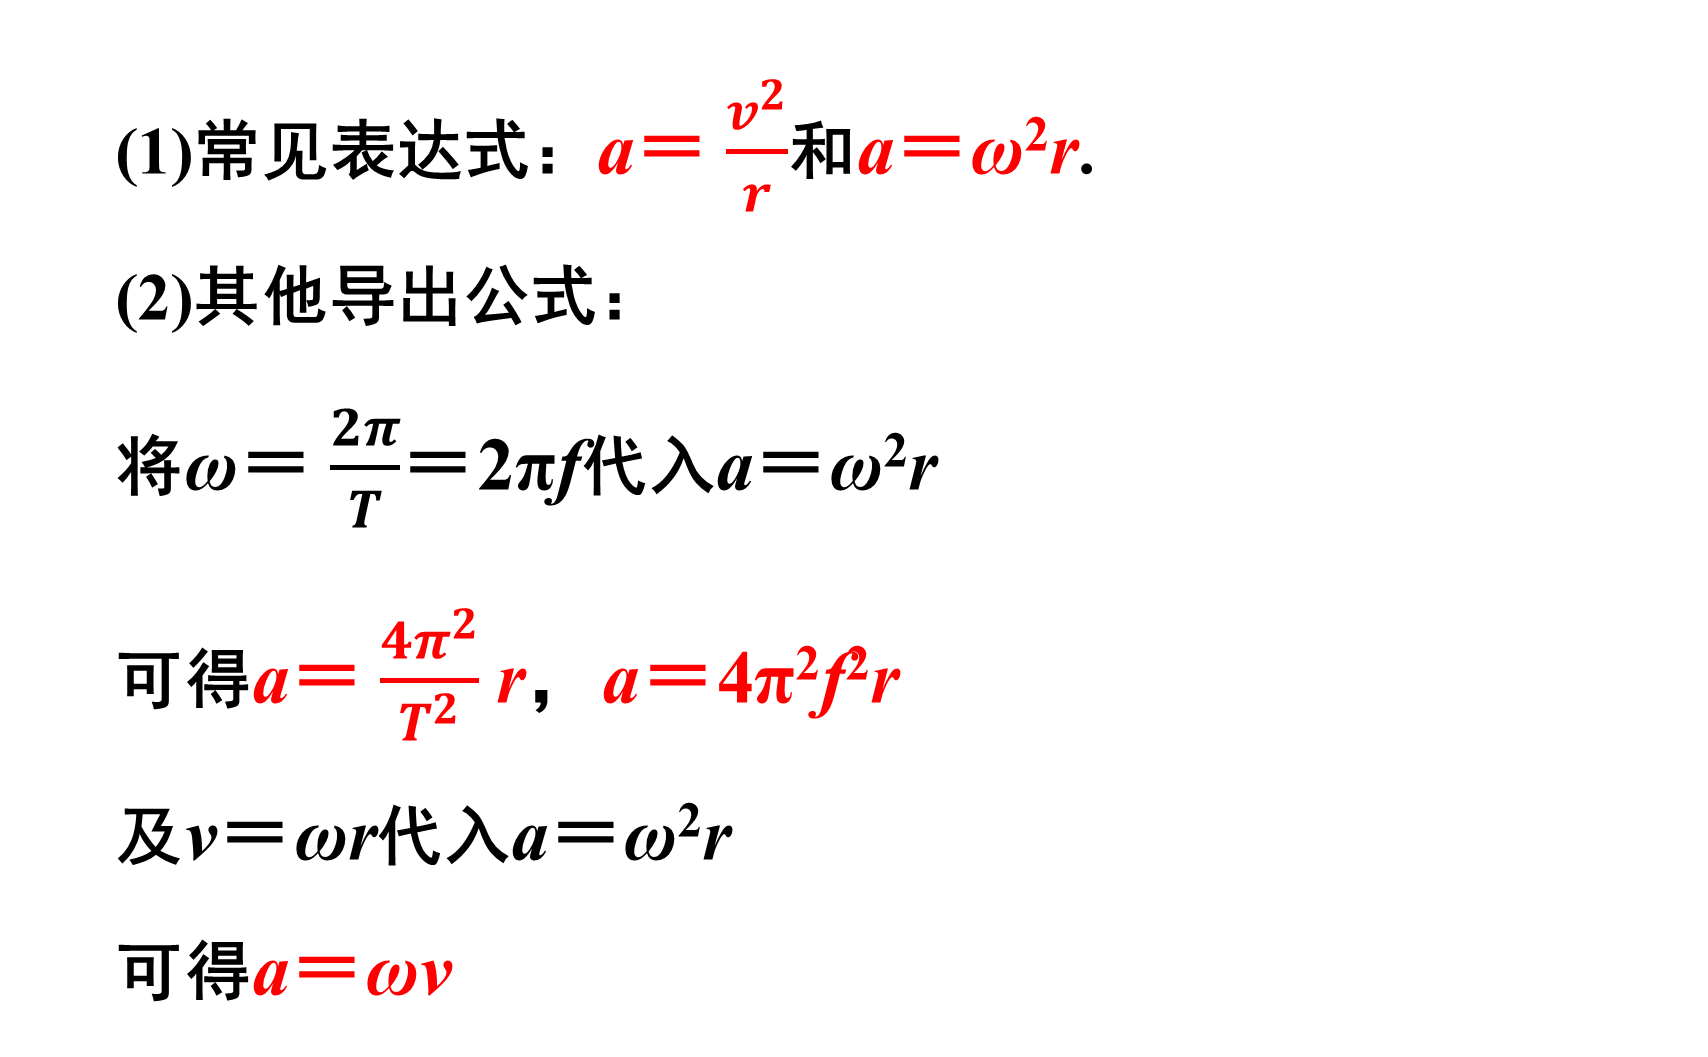 (1)常见表达式：a＝v²/r和a＝ω²r.
(2)其他导出公式：
将ω＝2π/T＝2πf代入a＝ω²r
可得a＝4π²/T² r，a＝4π²f²r
及v＝ωr代入a＝ω²r
可得a＝ωv